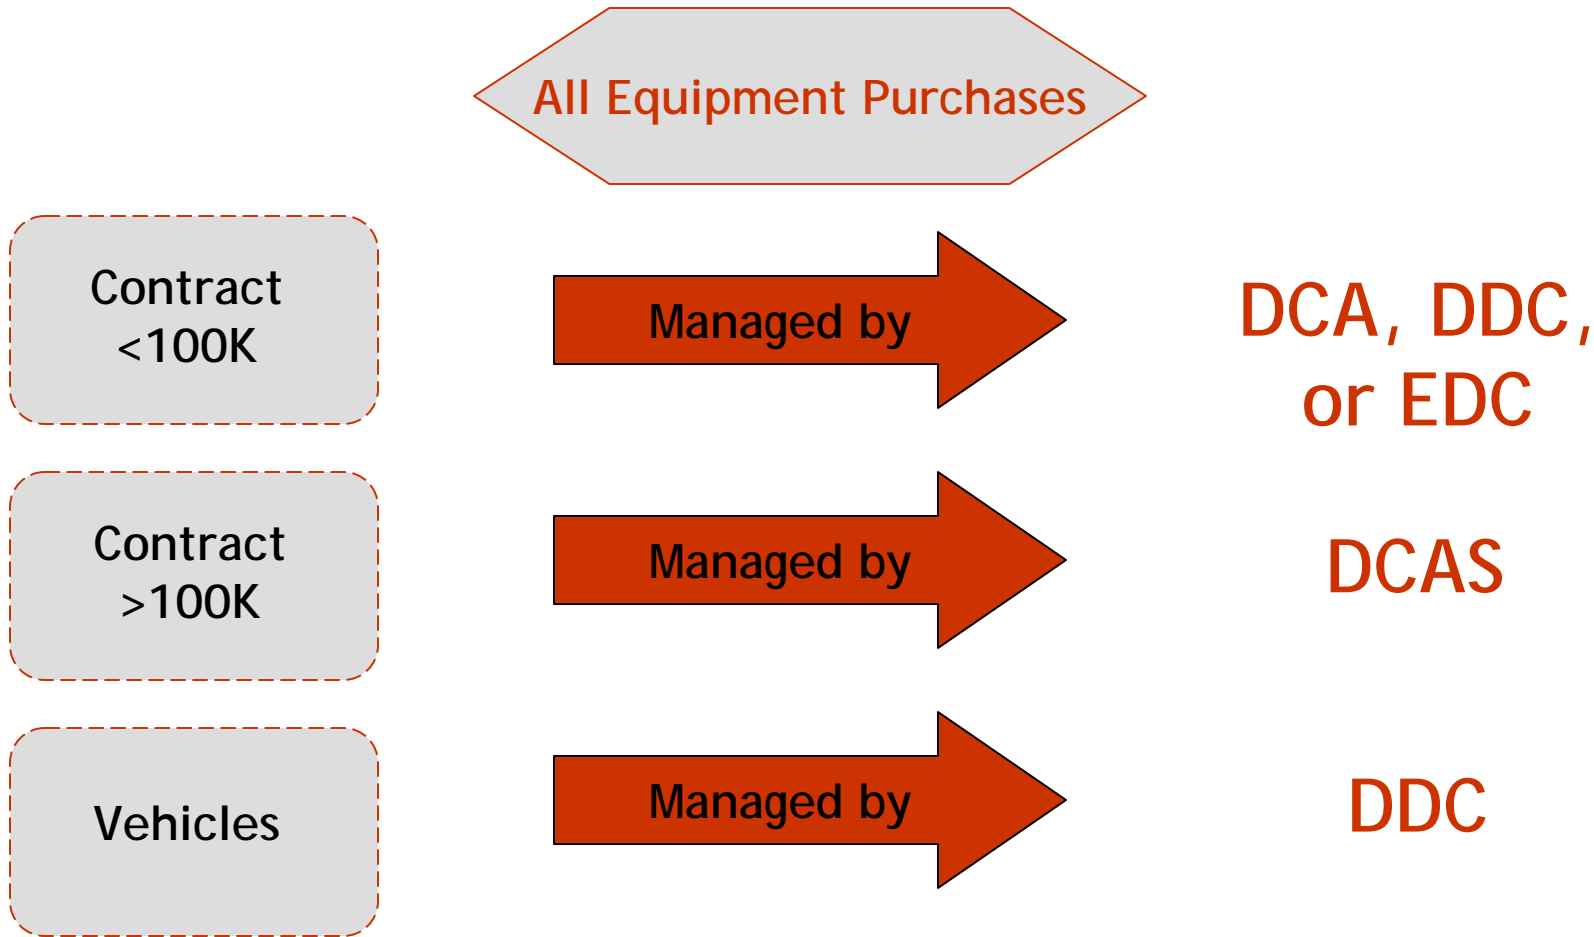 All Equipment Purchases
Contract
<100K
Managed by
DCA, DDC,
or EDC
Contract
>100K
Managed by
DCAS
Vehicles
Managed by
DDC